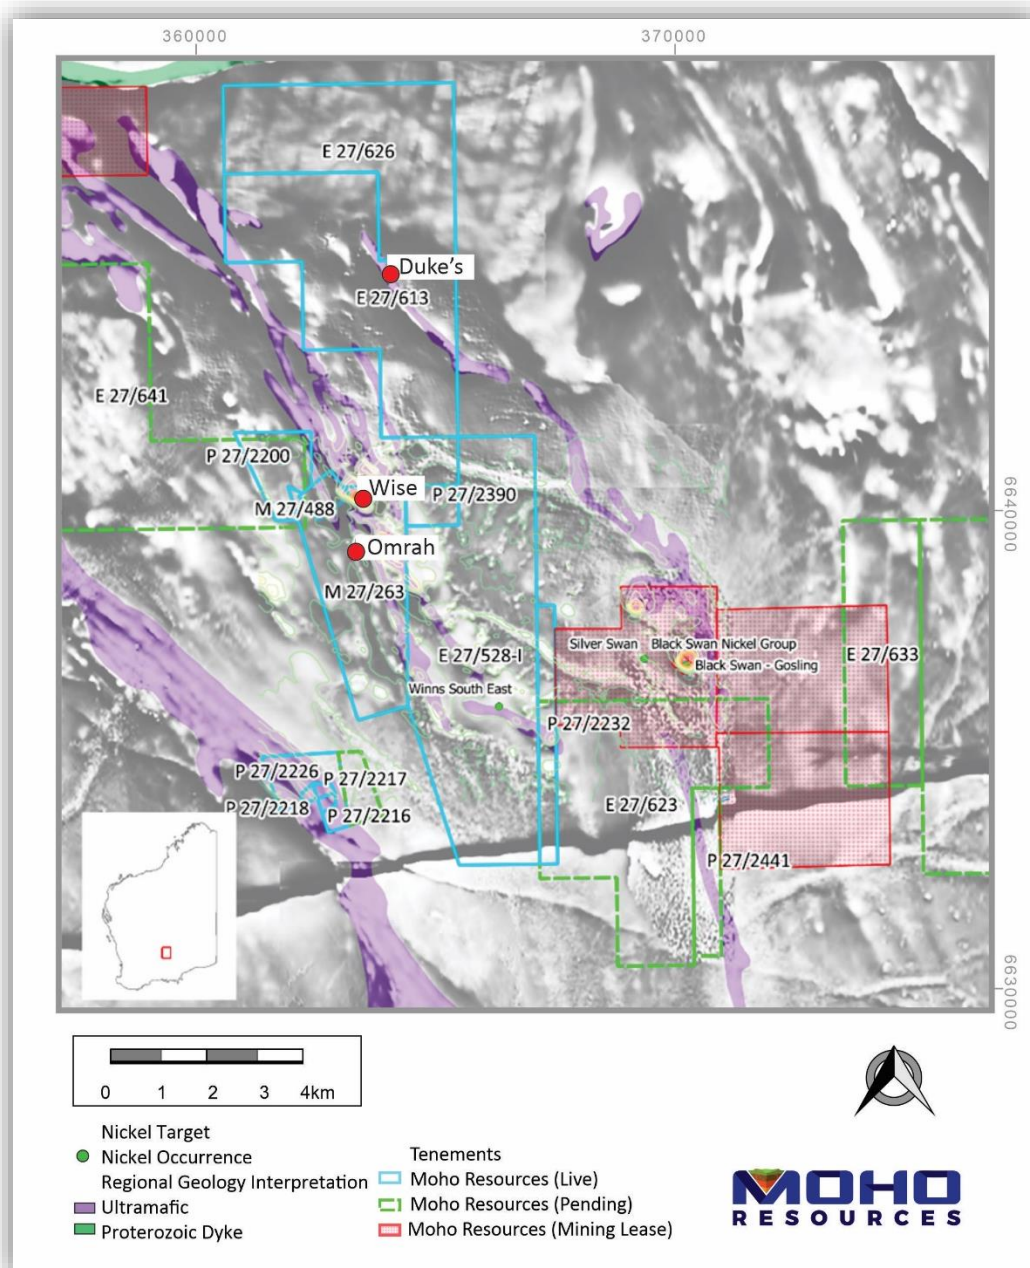 360000
370000
E 27/626
Duke's
E 27/613
E 27/641
P 27/2200
Wise
P 27/2390
M 27/488
6640000
Omrah
M 27/263
Silver Swan
Black Swan Nickel Group
E 27/528-I
E 27/633
Black Swan - Gosling
Winns South East
P 27/2232
P 27/2226
P 27/2217
P 27/2218
P 27/2216
E 27/623
P 27/2441
6630000
0 1 2 3 4km
Nickel Target
Nickel Occurrence
Regional Geology Interpretation
Ultramafic
Proterozoic Dyke
Tenements
Moho Resources (Live)
Moho Resources (Pending)
Moho Resources (Mining Lease)
MOHO
RESOURCES